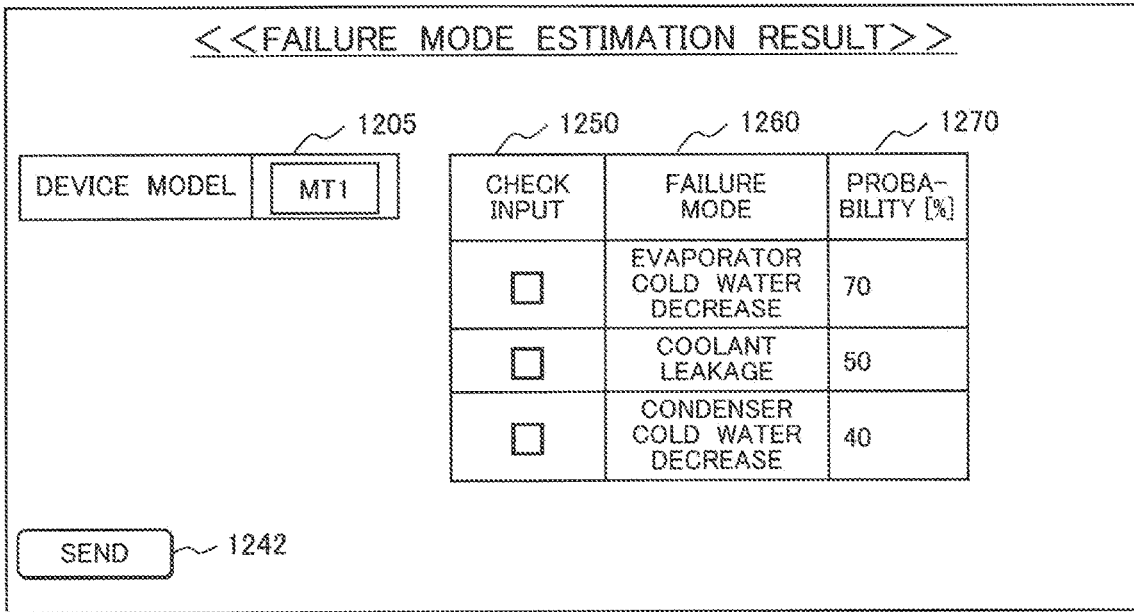 <<FAILURE MODE ESTIMATION RESULT>>
1205
1250
1260
1270
DEVICE MODEL
MT1
CHECK
INPUT
FAILURE
MODE
PROBA-
BILITY [%]
EVAPORATOR
COLD WATER
DECREASE
70
COOLANT
LEAKAGE
50
CONDENSER
COLD WATER
DECREASE
40
SEND
1242